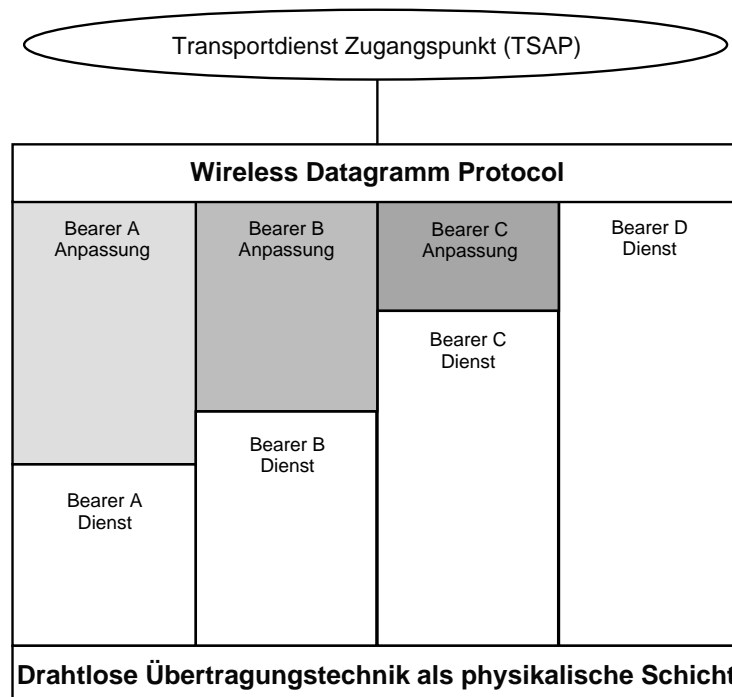 Transportdienst Zugangspunkt (TSAP)
Wireless Datagramm Protocol
Bearer A
Anpassung
Bearer B
Anpassung
Bearer C
Anpassung
Bearer D
Dienst
Bearer C
Dienst
Bearer B
Dienst
Bearer A
Dienst
Drahtlose Übertragungstechnik als physikalische Schicht